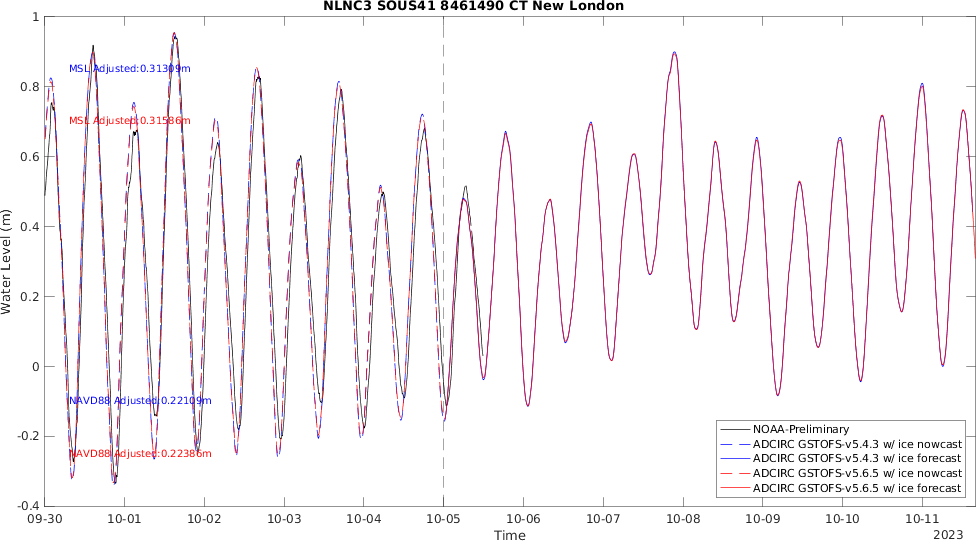 NLNC3 SOUS41 8461490 CT New London
1
0.8
0.6
0.4
0.2
0
-0.2
-0.4
Water Level (m)
MSL Adjusted:0.31309m
MSL Adjusted:0.31586m
NAVD88 Adjusted:0.22109m
NAVD88 Adjusted:0.22386m
NOAA-Preliminary
ADCIRC GSTOFS-v5.4.3 w/ ice nowcast
ADCIRC GSTOFS-v5.4.3 w/ ice forecast
ADCIRC GSTOFS-v5.6.5 w/ ice nowcast
ADCIRC GSTOFS-v5.6.5 w/ ice forecast
09-30 10-01 10-02 10-03 10-04 10-05 10-06 10-07 10-08 10-09 10-10 10-11
Time
2023